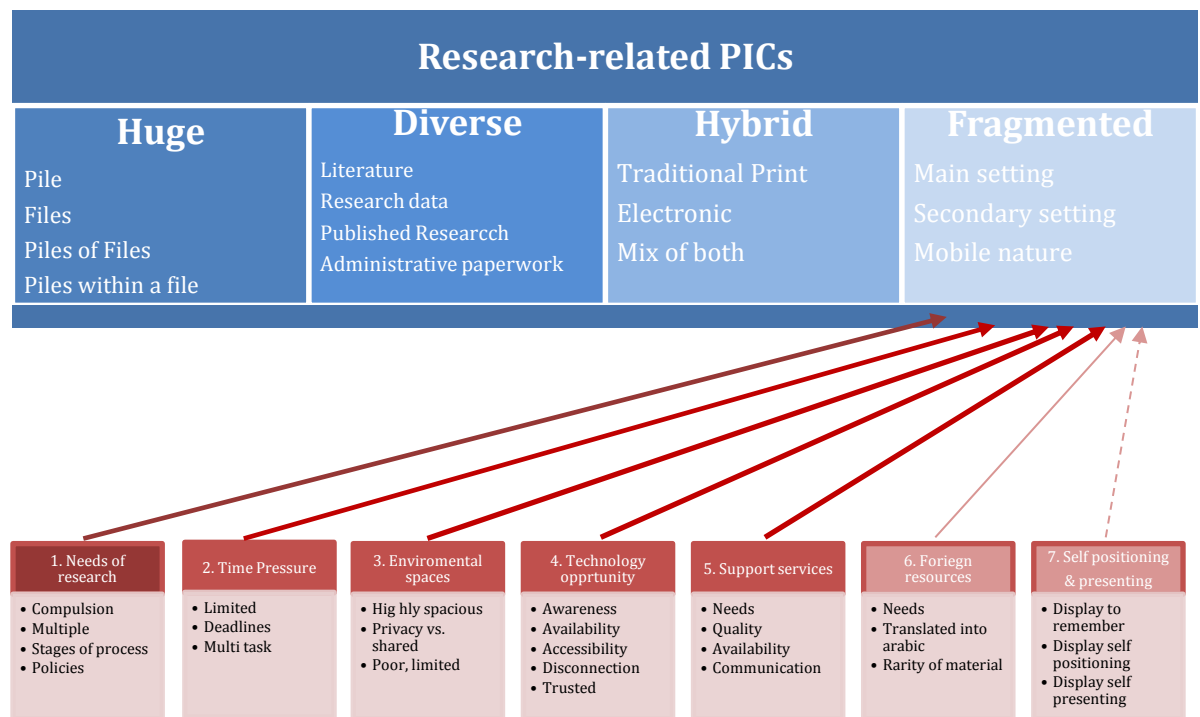 Research-related PICs
Huge
Pile
Files
Piles of Files
Piles within a file
Diverse
Literature
Research data
Published Researcch
Administrative paperwork
Hybrid
Traditional Print
Electronic
Mix of both
Fragmented
Main setting
Secondary setting
Mobile nature
1. Needs of
research
• Compulsion
• Multiple
• Stages of process
• Policies
2. Time Pressure
• Limited
• Deadlines
• Multi task
3. Enviromental
spaces
• Hig hly spacious
• Privacy vs.
shared
• Poor, limited
4. Technology
opprtunity
• Awareness
• Availability
• Accessibility
• Disconnection
• Trusted
5. Support services
• Needs
• Quality
• Availability
• Communication
6. Foriegn
resources
• Needs
• Translated into
arabic
• Rarity of material
7. Self positioning
& presenting
• Display to
remember
• Display self
positioning
• Display self
presenting